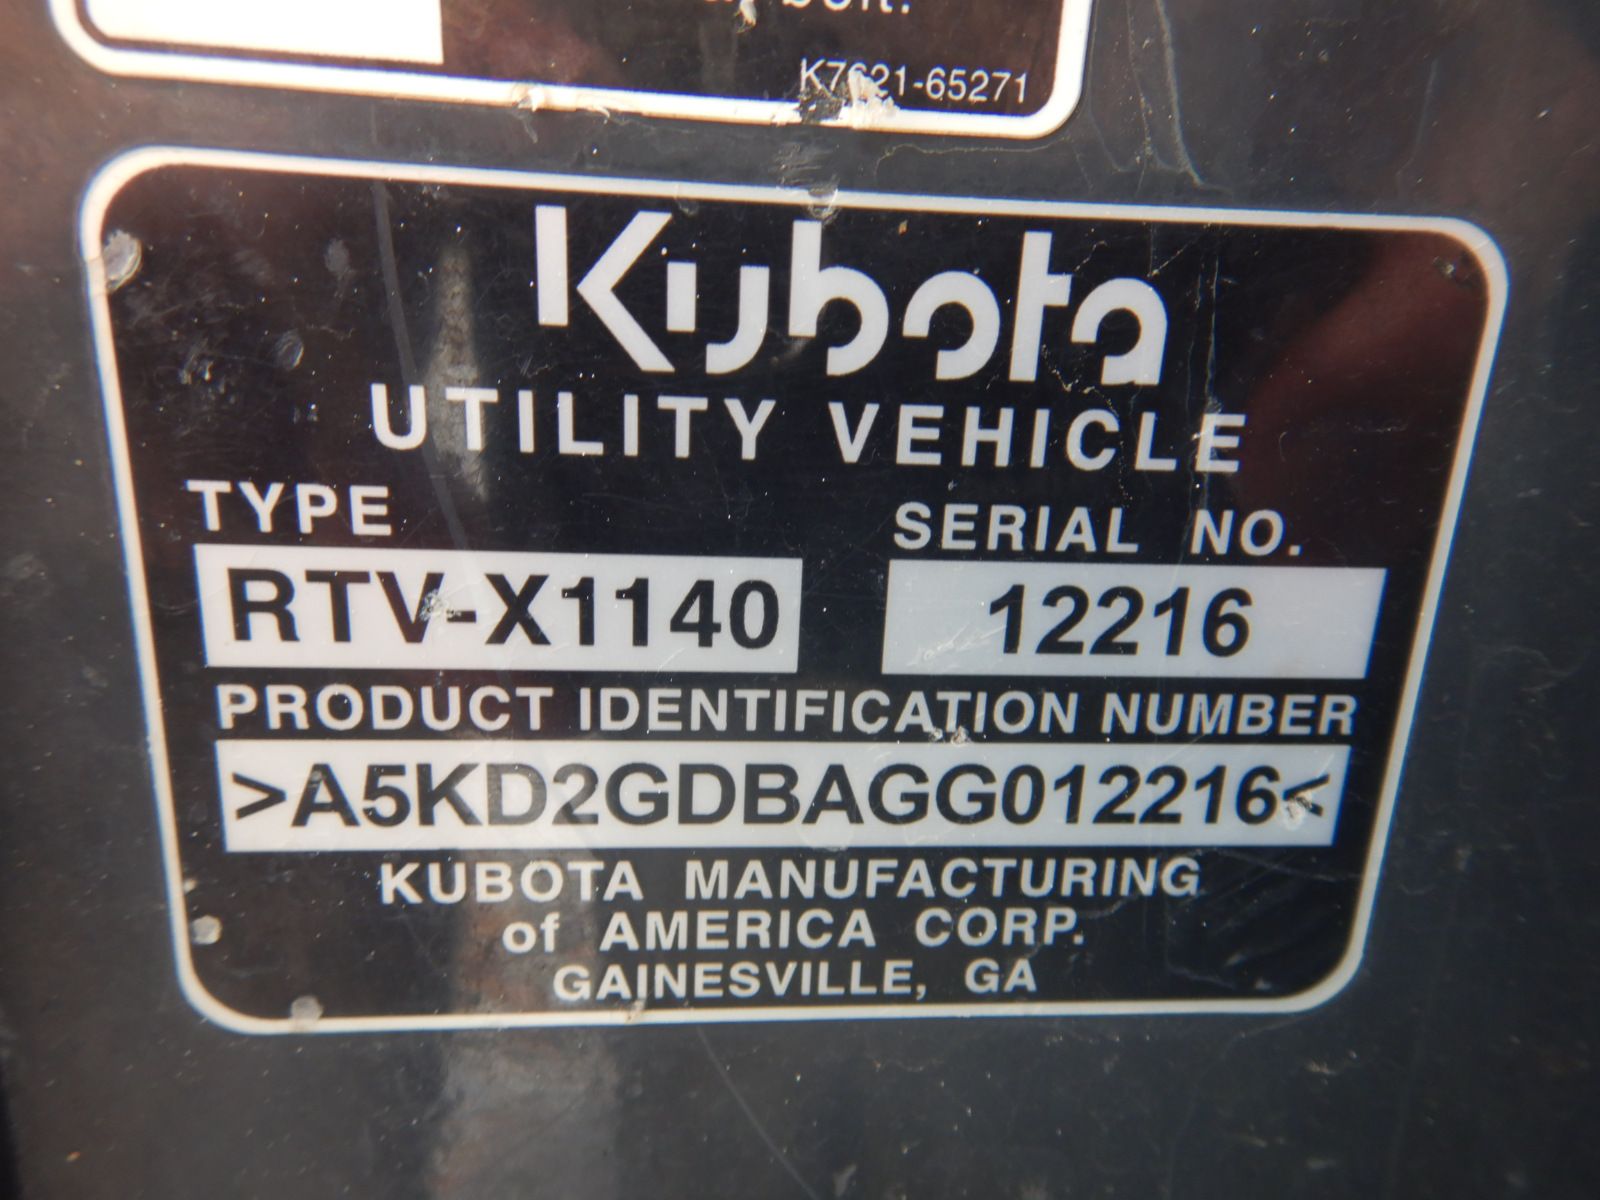 bolt.
K7621-65271
Kubota
UTILITY VEHICLE
TYPE
SERIAL NO.
RTV-X1140
12216
PRODUCT IDENTIFICATION NUMBER
>A5KD2GDBAGG012216<
KUBOTA MANUFACTURING
of AMERICA CORP.
GAINESVILLE, GA